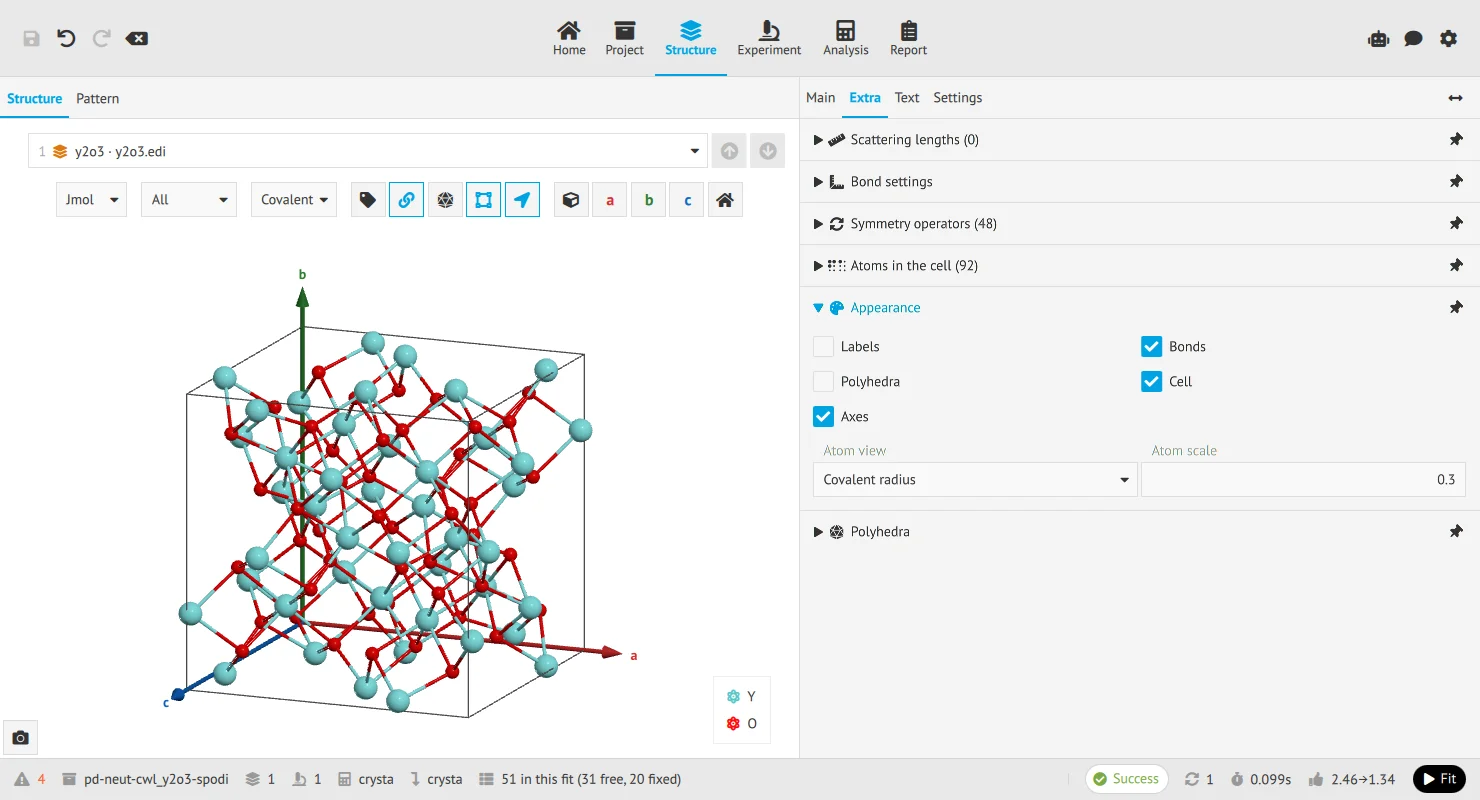 Home
Project
Structure
Experiment
Analysis
Report
Structure
Pattern
Main
Extra
Text
Settings
1 y2o3 · y2o3.edi
Jmol
All
Covalent
a
b
c
b
a
c
Y
O
Scattering lengths (0)
Bond settings
Symmetry operators (48)
Atoms in the cell (92)
Appearance
Labels
Bonds
Polyhedra
Cell
Axes
Atom view
Atom scale
Covalent radius
0.3
Polyhedra
4
pd-neut-cwl_y2o3-spodi
1
1
crysta
crysta
51 in this fit (31 free, 20 fixed)
Success
1
0.099s
2.46→1.34
Fit